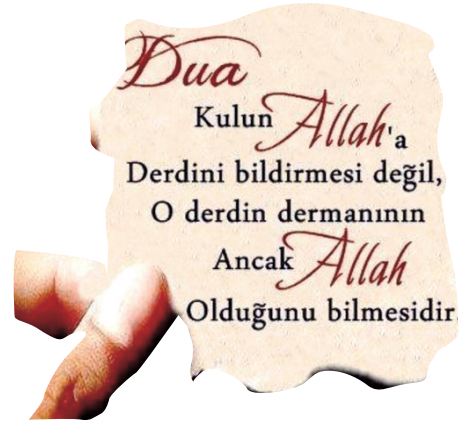 Dua
Kulun Allah'a
Derdini bildirmesi değil,
O derdin dermanının
Ancak Allah
Olduğunu bilmesidir.